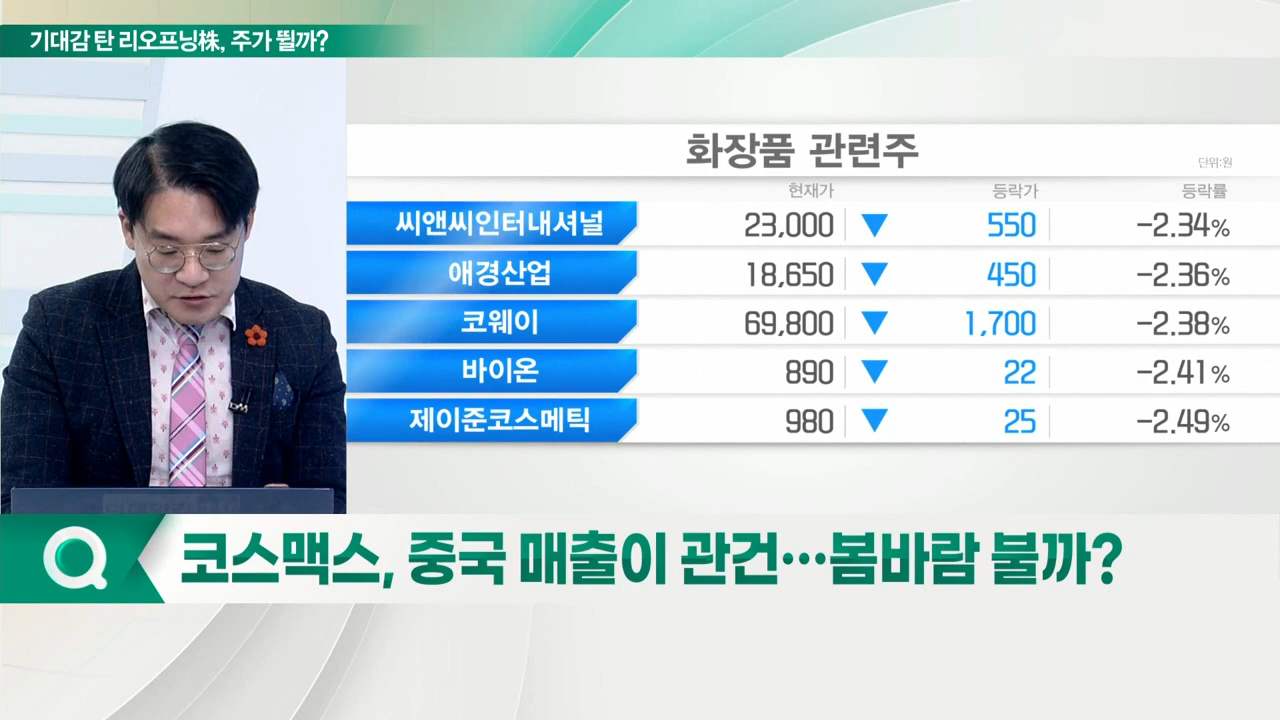 기대감 탄 리오프닝株, 주가 뛸까?
화장품 관련주
단위:원
현재가 등락가 등락률
씨앤씨인터내셔널 23,000 ▼ 550 -2.34%
애경산업 18,650 ▼ 450 -2.36%
코웨이 69,800 ▼ 1,700 -2.38%
바이온 890 ▼ 22 -2.41%
제이준코스메틱 980 ▼ 25 -2.49%
Q 코스맥스, 중국 매출이 관건…봄바람 불까?